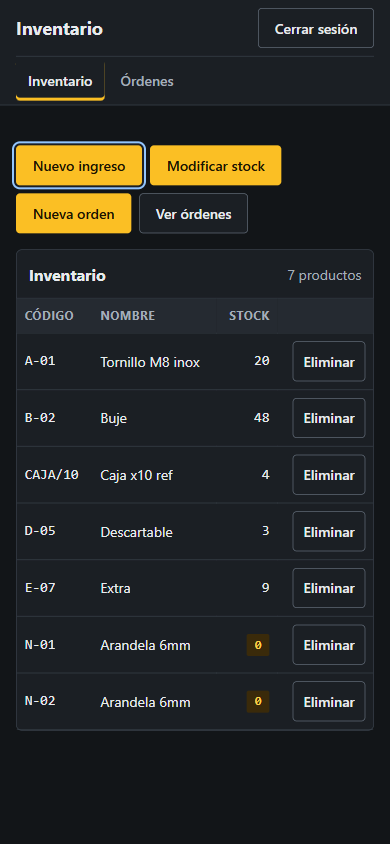 Inventario
Cerrar sesión
Inventario Órdenes
Nuevo ingreso
Modificar stock
Nueva orden
Ver órdenes
Inventario 7 productos
CÓDIGO NOMBRE STOCK
A-01 Tornillo M8 inox 20 Eliminar
B-02 Buje 48 Eliminar
CAJA/10 Caja x10 ref 4 Eliminar
D-05 Descartable 3 Eliminar
E-07 Extra 9 Eliminar
N-01 Arandela 6mm 0 Eliminar
N-02 Arandela 6mm 0 Eliminar